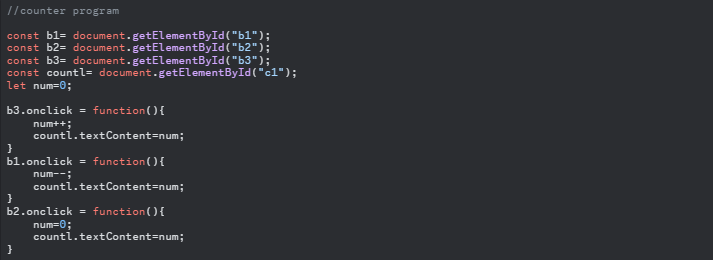 //counter program

const b1= document.getElementById("b1");
const b2= document.getElementById("b2");
const b3= document.getElementById("b3");
const countl= document.getElementById("c1");
let num=0;

b3.onclick = function(){
    num++;
    countl.textContent=num;
}
b1.onclick = function(){
    num--;
    countl.textContent=num;
}
b2.onclick = function(){
    num=0;
    countl.textContent=num;
}